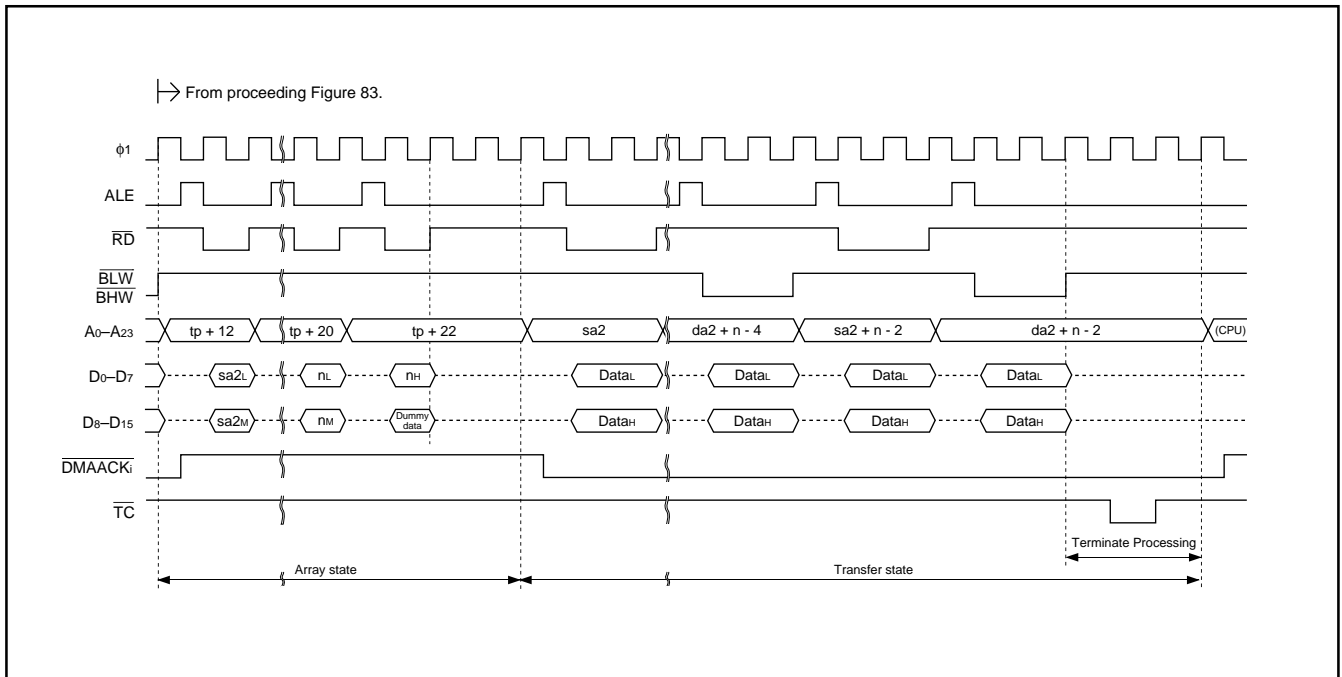 From proceeding Figure 83.
ϕ1
ALE
RD
BLW
BHW
A0–A23 tp + 12 tp + 20 tp + 22 sa2 da2 + n - 4 sa2 + n - 2 da2 + n - 2 (CPU)
D0–D7 sa2L nL nH DataL DataL DataL DataL
D8–D15 sa2M nM Dummy data DataH DataH DataH DataH
DMAACKi
TC
Terminate Processing
Array state Transfer state